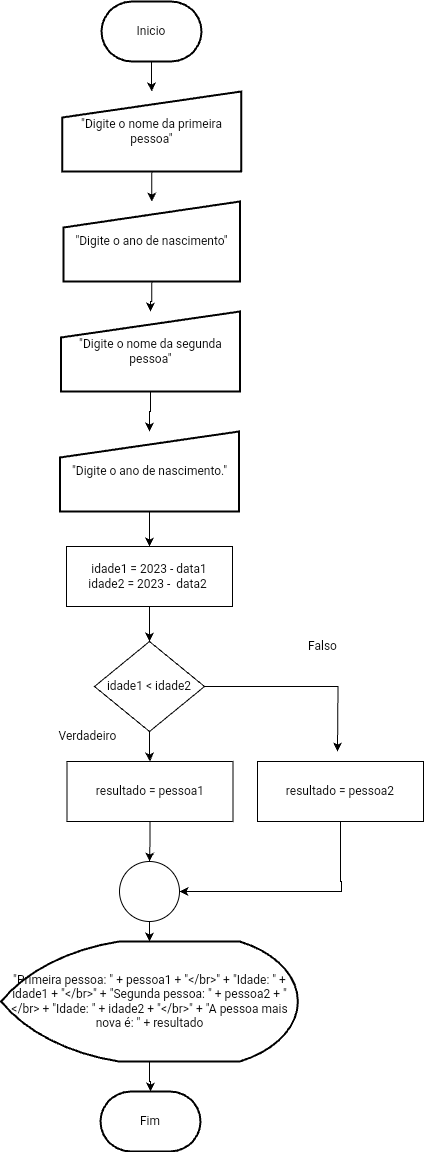 Inicio
"Digite o nome da primeira
pessoa"
"Digite o ano de nascimento"
"Digite o nome da segunda
pessoa"
"Digite o ano de nascimento."
idade1 = 2023 - data1
idade2 = 2023 - data2
Falso
idade1 < idade2
Verdadeiro
resultado = pessoa1
resultado = pessoa2
"Primeira pessoa: " + pessoa1 + "</br>" + "Idade: " +
idade1 + "</br>" + "Segunda pessoa: " + pessoa2 + "
</br> + "Idade: " + idade2 + "</br>" + "A pessoa mais
nova é: " + resultado
Fim